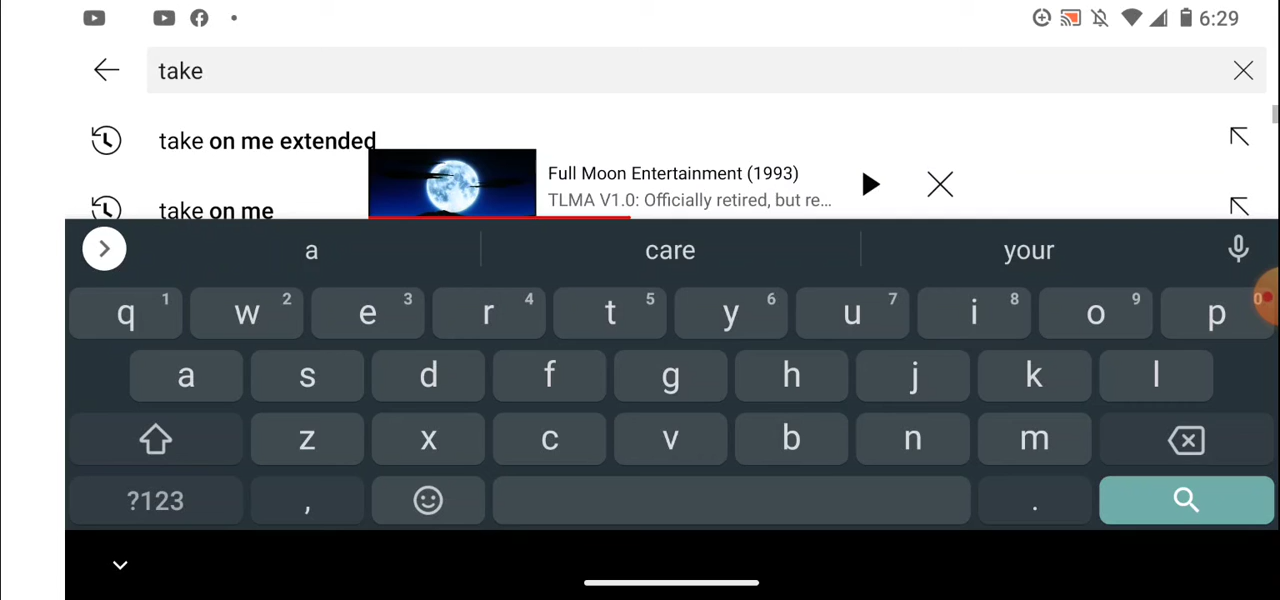 6:29
take
take on me extended
Full Moon Entertainment (1993)
TLMA V1.0: Officially retired, but re...
take on me
a care your
q 1 w 2 e 3 r 4 t 5 y 6 u 7 i 8 o 9 p 0
a s d f g h j k l
z x c v b n m
?123 , .